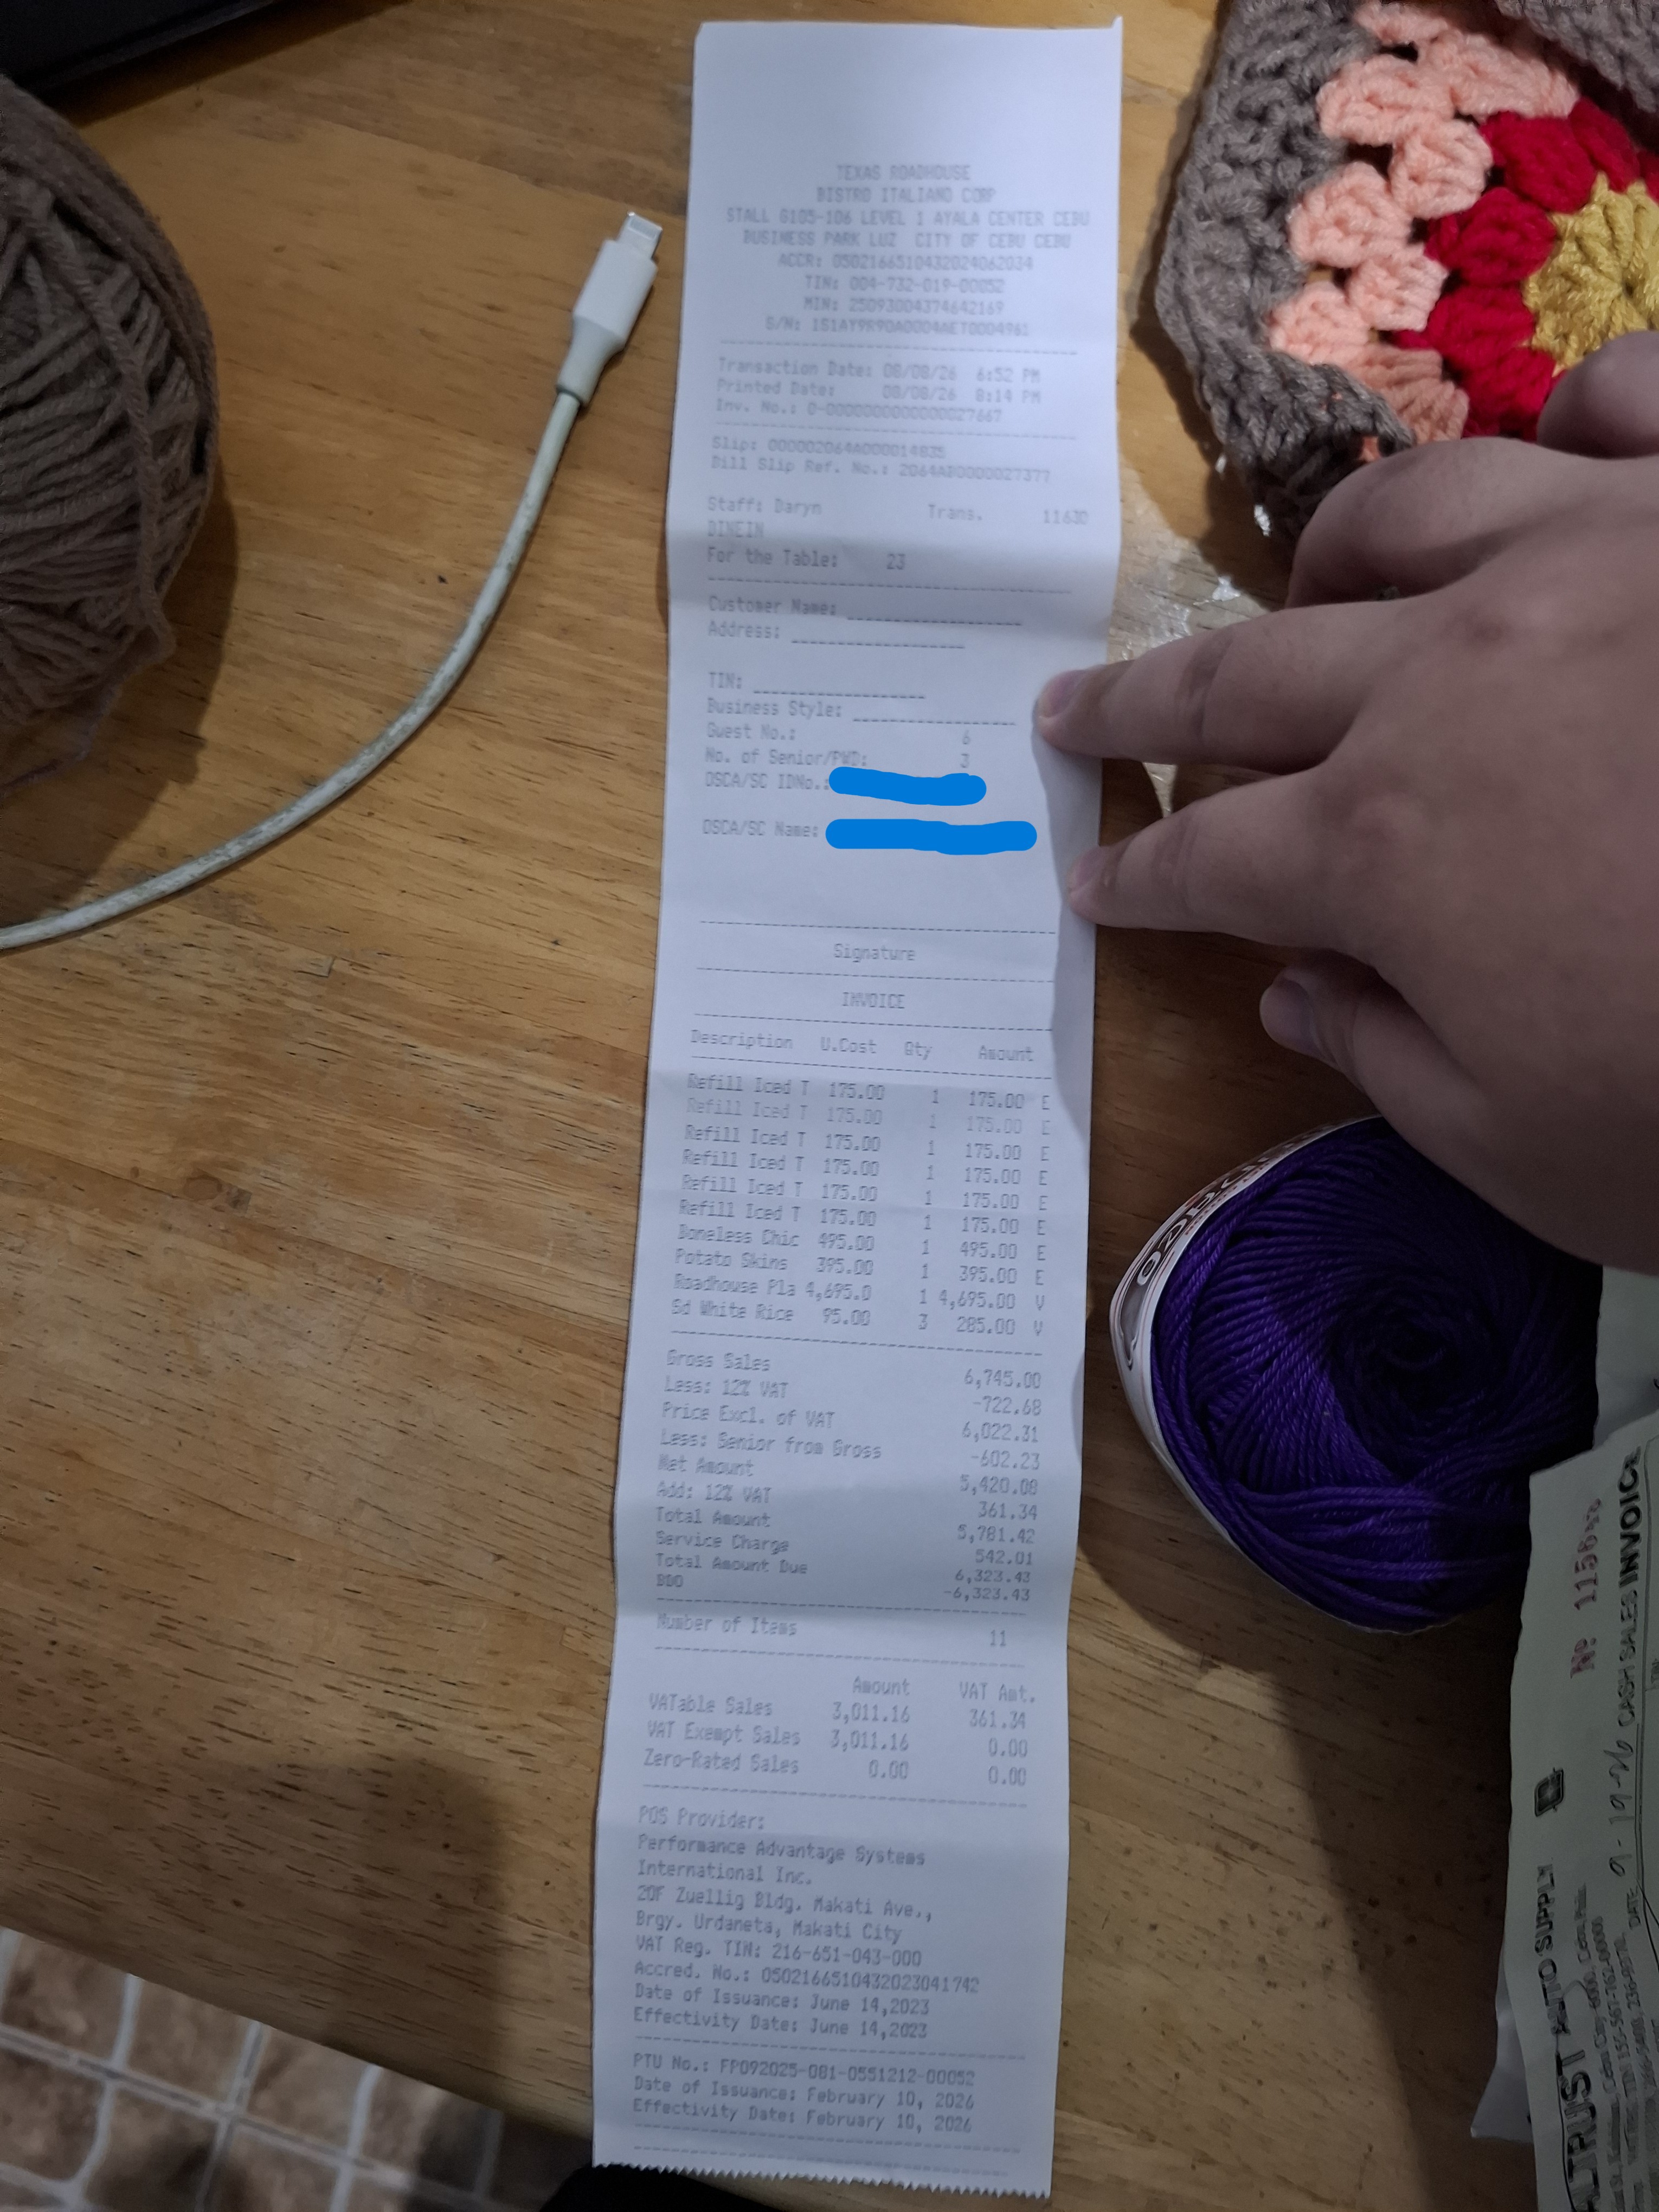 TEXAS ROADHOUSE
BISTRO ITALIANO CORP
STALL G105-106 LEVEL 1 AYALA CENTER CEBU
BUSINESS PARK LUZ CITY OF CEBU CEBU
ACCR: 0502166510432024062034
TIN: 004-732-019-00052
MIN: 25093004374642169
S/N:
Transaction Date: 08/08/26 6:52 PM
Printed Date: 08/08/26 8:14 PM
Inv. No.: 0-0000000000000027667
Slip: 000002064A000014835
Bill Slip Ref. No.: 2064AB0000027377
Staff: Daryn Trans. 11630
DINEIN
For the Table: 23
Customer Name:
Address:
TIN:
Business Style:
Guest No.: 6
No. of Senior/PWD: 3
OSCA/SC IDNo.:
OSCA/SC Name:
Signature
INVOICE
Description U.Cost Qty Amount
Refill Iced T 175.00 1 175.00 E
Refill Iced T 175.00 1 175.00 E
Refill Iced T 175.00 1 175.00 E
Refill Iced T 175.00 1 175.00 E
Refill Iced T 175.00 1 175.00 E
Refill Iced T 175.00 1 175.00 E
Boneless Chic 495.00 1 495.00 E
Potato Skins 395.00 1 395.00 E
Roadhouse Pla 4,695.0 1 4,695.00 V
Sd White Rice 95.00 3 285.00 V
Gross Sales 6,745.00
Less: 12% VAT -722.68
Price Excl. of VAT 6,022.31
Less: Senior from Gross -602.23
Net Amount 5,420.08
Add: 12% VAT 361.34
Total Amount 5,781.42
Service Charge 542.01
Total Amount Due 6,323.43
BDO -6,323.43
Number of Items 11
Amount VAT Amt.
VATable Sales 3,011.16 361.34
VAT Exempt Sales 3,011.16 0.00
Zero-Rated Sales 0.00 0.00
POS Provider:
Performance Advantage Systems
International Inc.
20F Zuellig Bldg. Makati Ave.,
Brgy. Urdaneta, Makati City
VAT Reg. TIN: 216-651-043-000
Accred. No.: 0502166510432023041742
Date of Issuance: June 14,2023
Effectivity Date: June 14,2023
PTU No.: FP092025-081-0551212-00052
Date of Issuance: February 10, 2026
Effectivity Date: February 10, 2026
AUTO SUPPLY
CASH SALES INVOICE
Nº
DATE 9-19-26